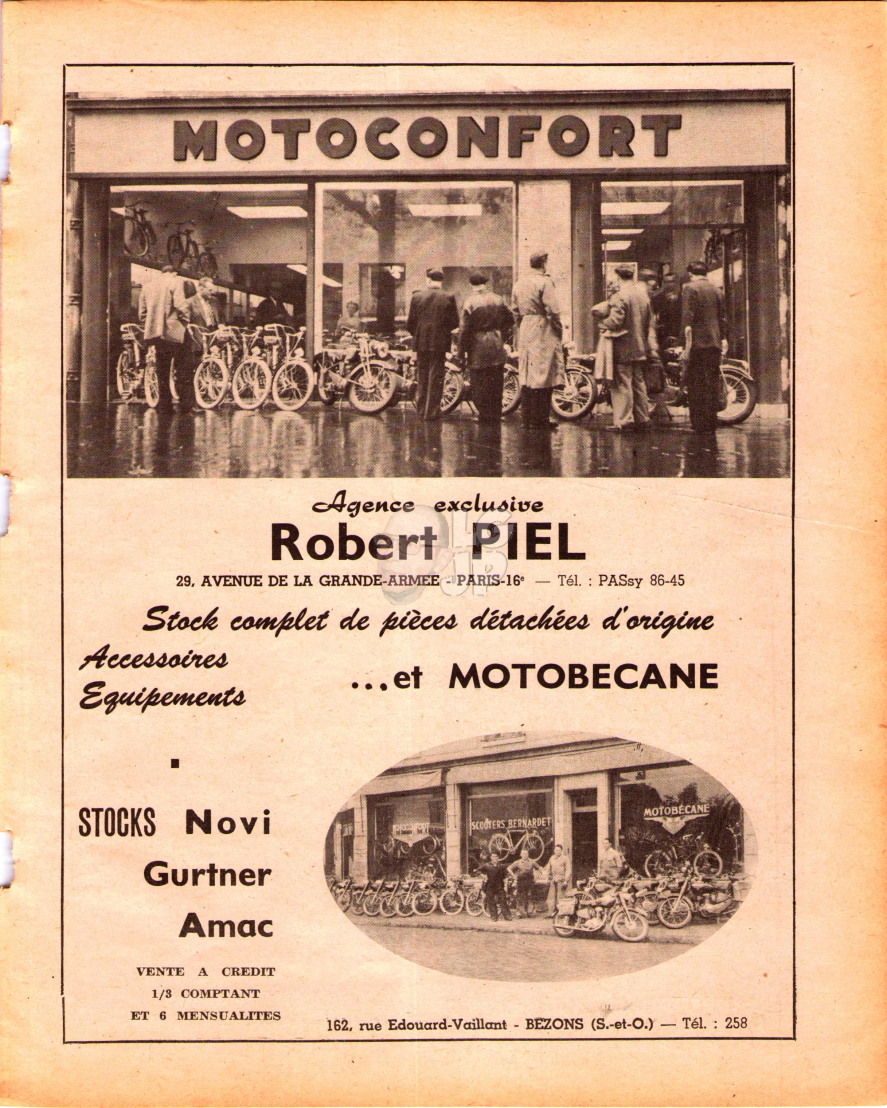 MOTOCONFORT
Agence exclusive
Robert PIEL
29, AVENUE DE LA GRANDE-ARMEE - PARIS-16e — Tél. : PASsy 86-45
Stock complet de pièces détachées d'origine
Accessoires
Equipements
...et MOTOBECANE
SCOOTERS BERNARDET
MOTOBÉCANE
STOCKS Novi
Gurtner
Amac
VENTE A CREDIT
1/3 COMPTANT
ET 6 MENSUALITES
162, rue Edouard-Vaillant - BEZONS (S.-et-O.) — Tél. : 258